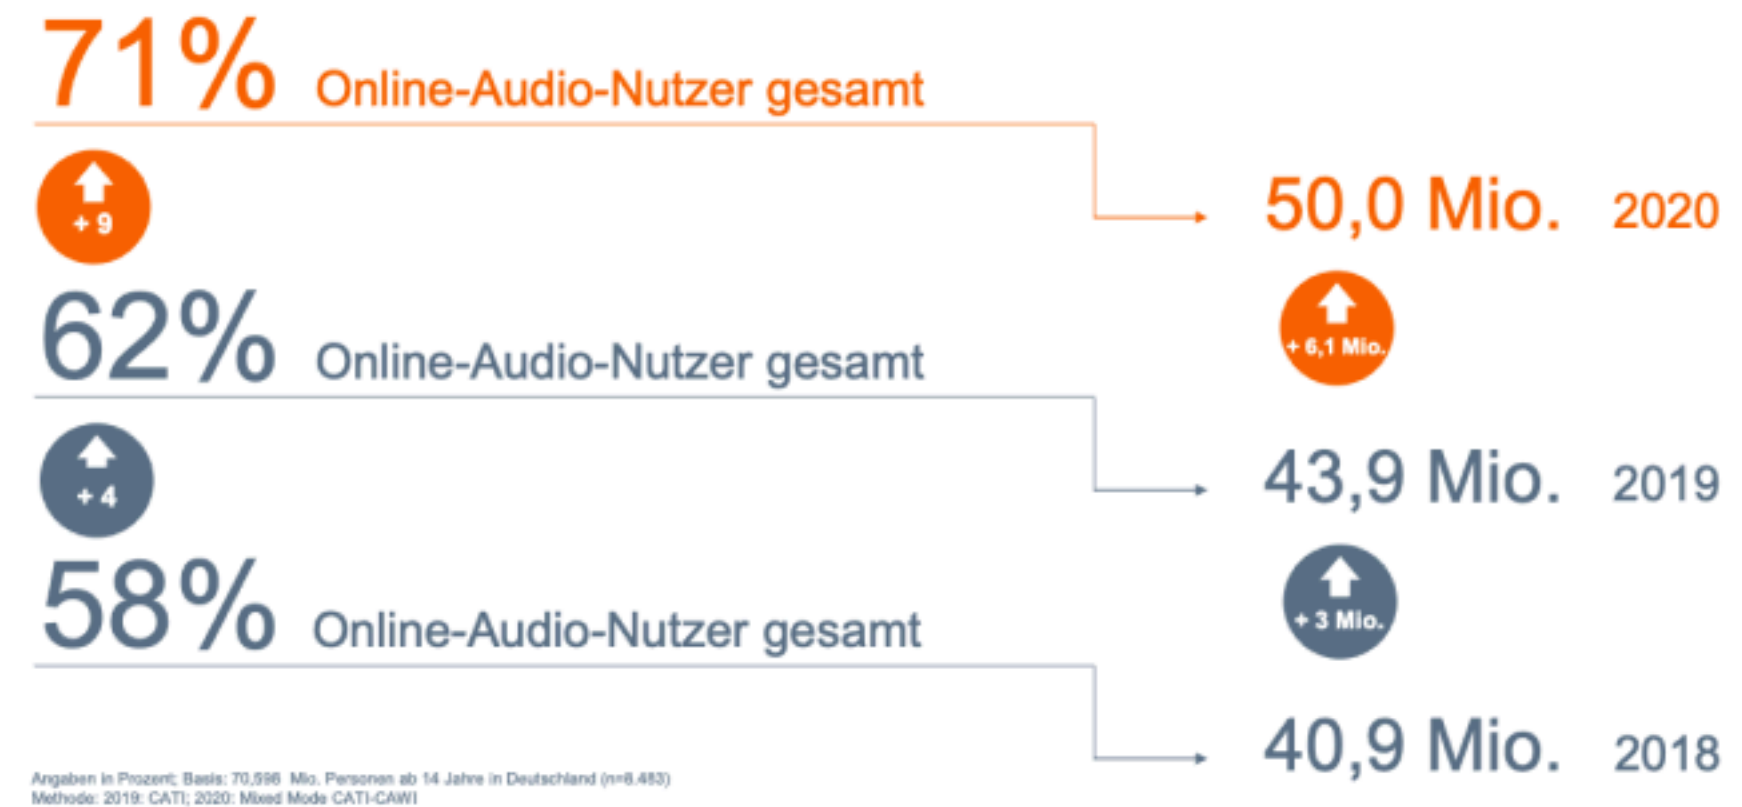 71% Online-Audio-Nutzer gesamt
+ 9
50,0 Mio. 2020
62% Online-Audio-Nutzer gesamt
+ 6,1 Mio.
+ 4
43,9 Mio. 2019
58% Online-Audio-Nutzer gesamt
+ 3 Mio.
40,9 Mio. 2018
Angaben in Prozent; Basis: 70,598 Mio. Personen ab 14 Jahre in Deutschland (n=8.483)
Methode: 2019: CATI; 2020: Mixed Mode CATI-CAWI